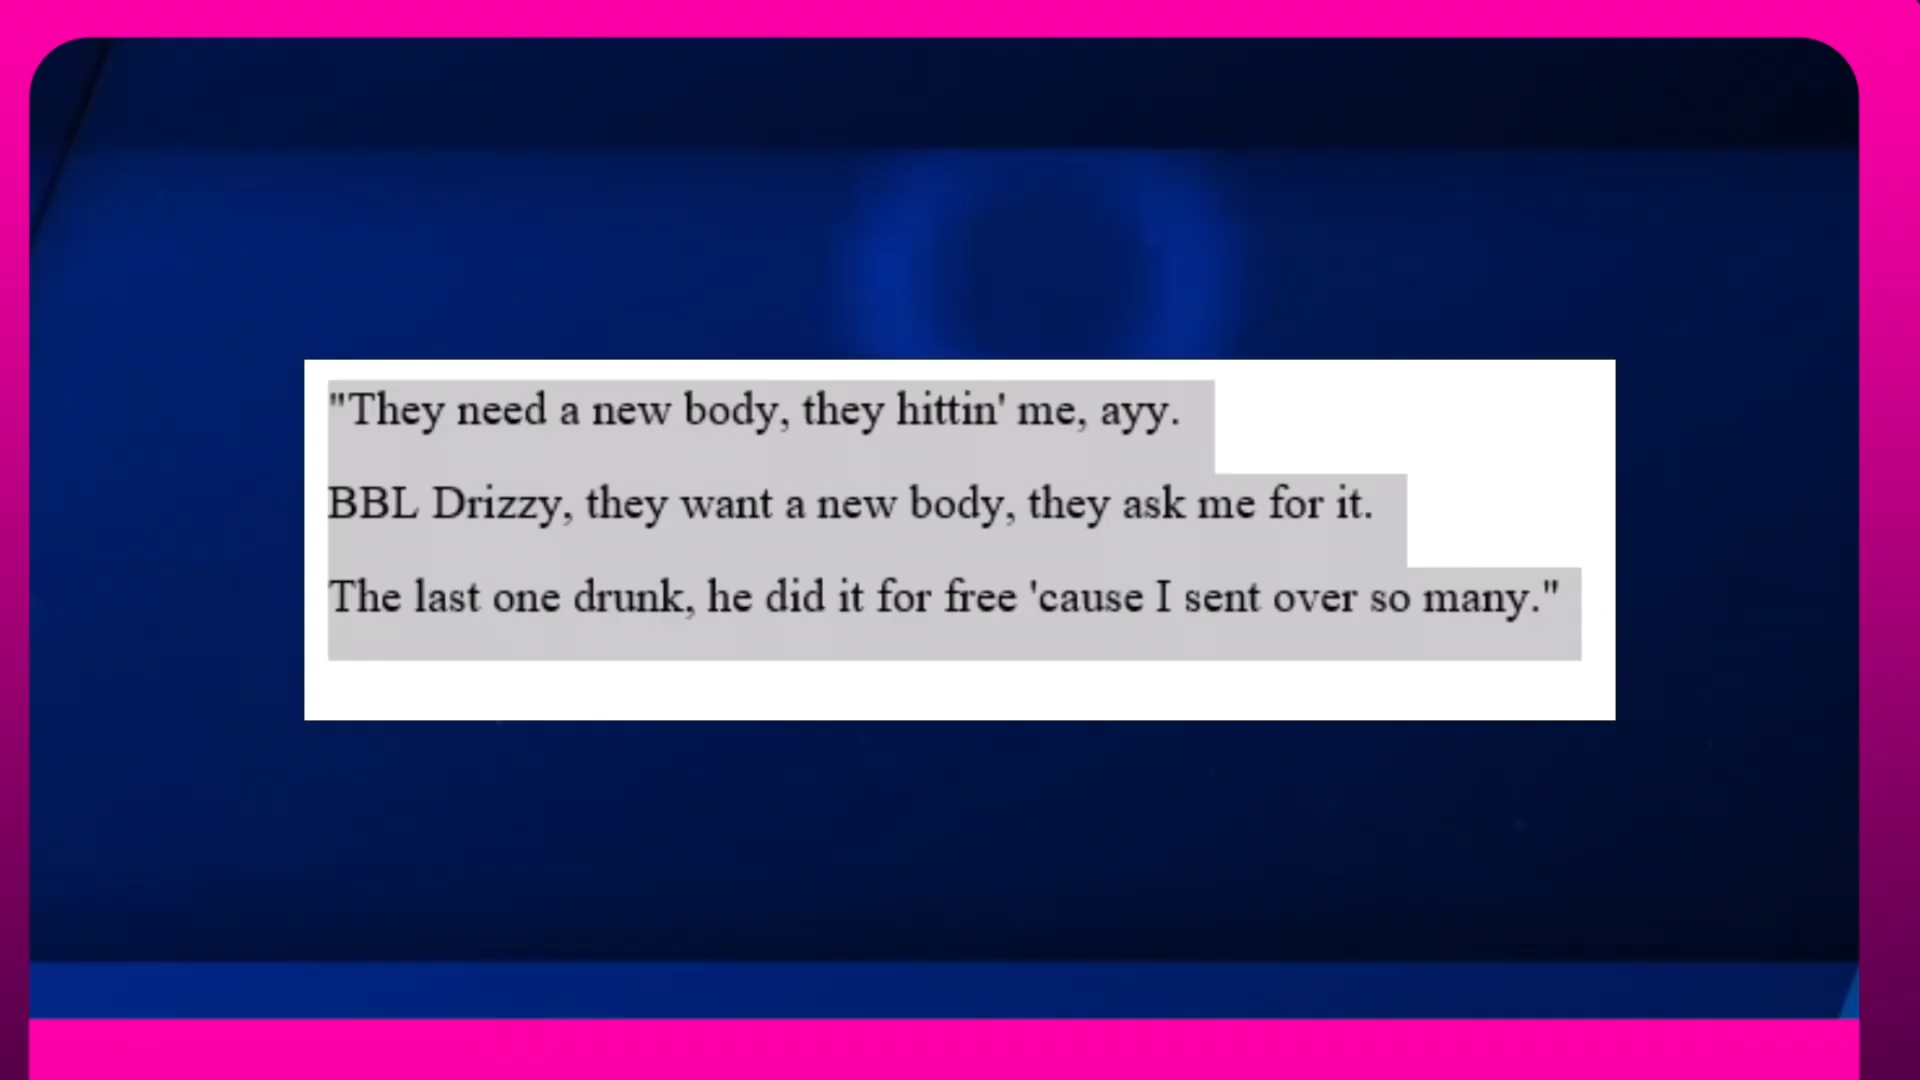 "They need a new body, they hittin' me, ayy.
BBL Drizzy, they want a new body, they ask me for it.
The last one drunk, he did it for free 'cause I sent over so many."